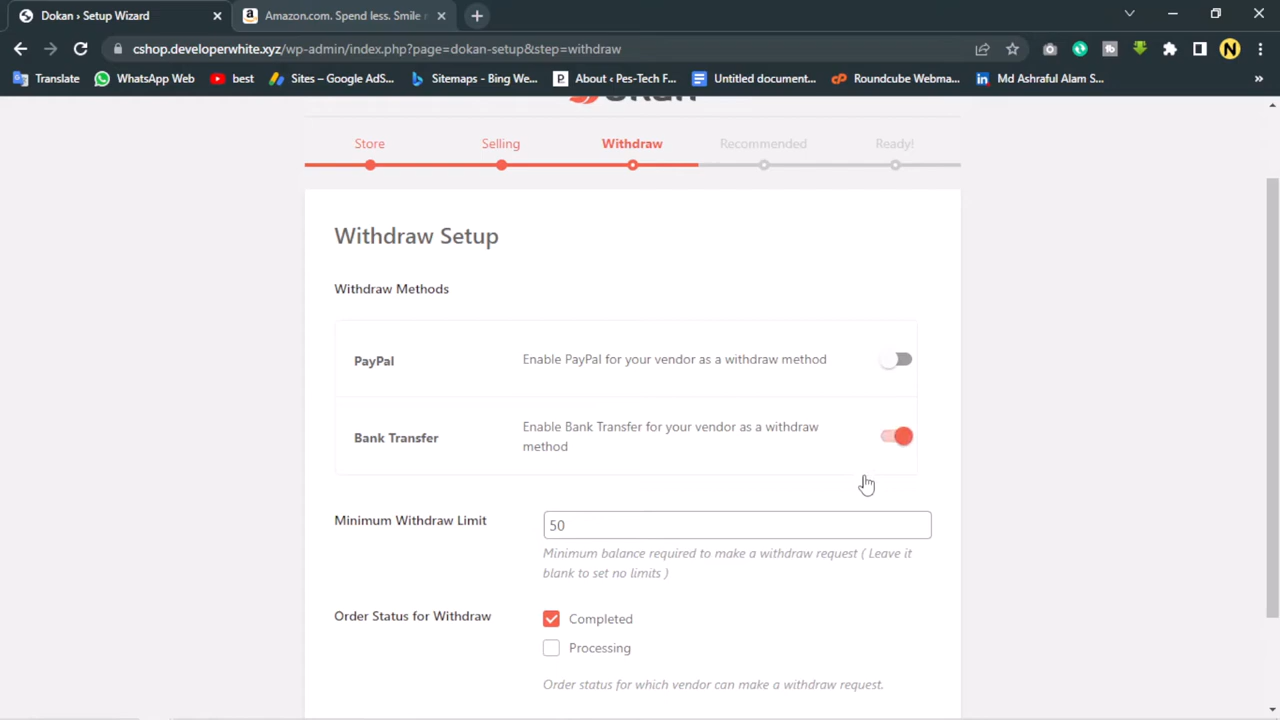 Dokan › Setup Wizard
Amazon.com. Spend less. Smile
cshop.developerwhite.xyz/wp-admin/index.php?page=dokan-setup&step=withdraw
N
Translate
WhatsApp Web
best
Sites – Google AdS...
Sitemaps - Bing We...
About ‹ Pes-Tech F...
Untitled document...
Roundcube Webma...
Md Ashraful Alam S...
»
Store
Selling
Withdraw
Recommended
Ready!
Withdraw Setup
Withdraw Methods
PayPal
Enable PayPal for your vendor as a withdraw method
Bank Transfer
Enable Bank Transfer for your vendor as a withdraw
method
Minimum Withdraw Limit
50
Minimum balance required to make a withdraw request ( Leave it
blank to set no limits )
Order Status for Withdraw
Completed
Processing
Order status for which vendor can make a withdraw request.